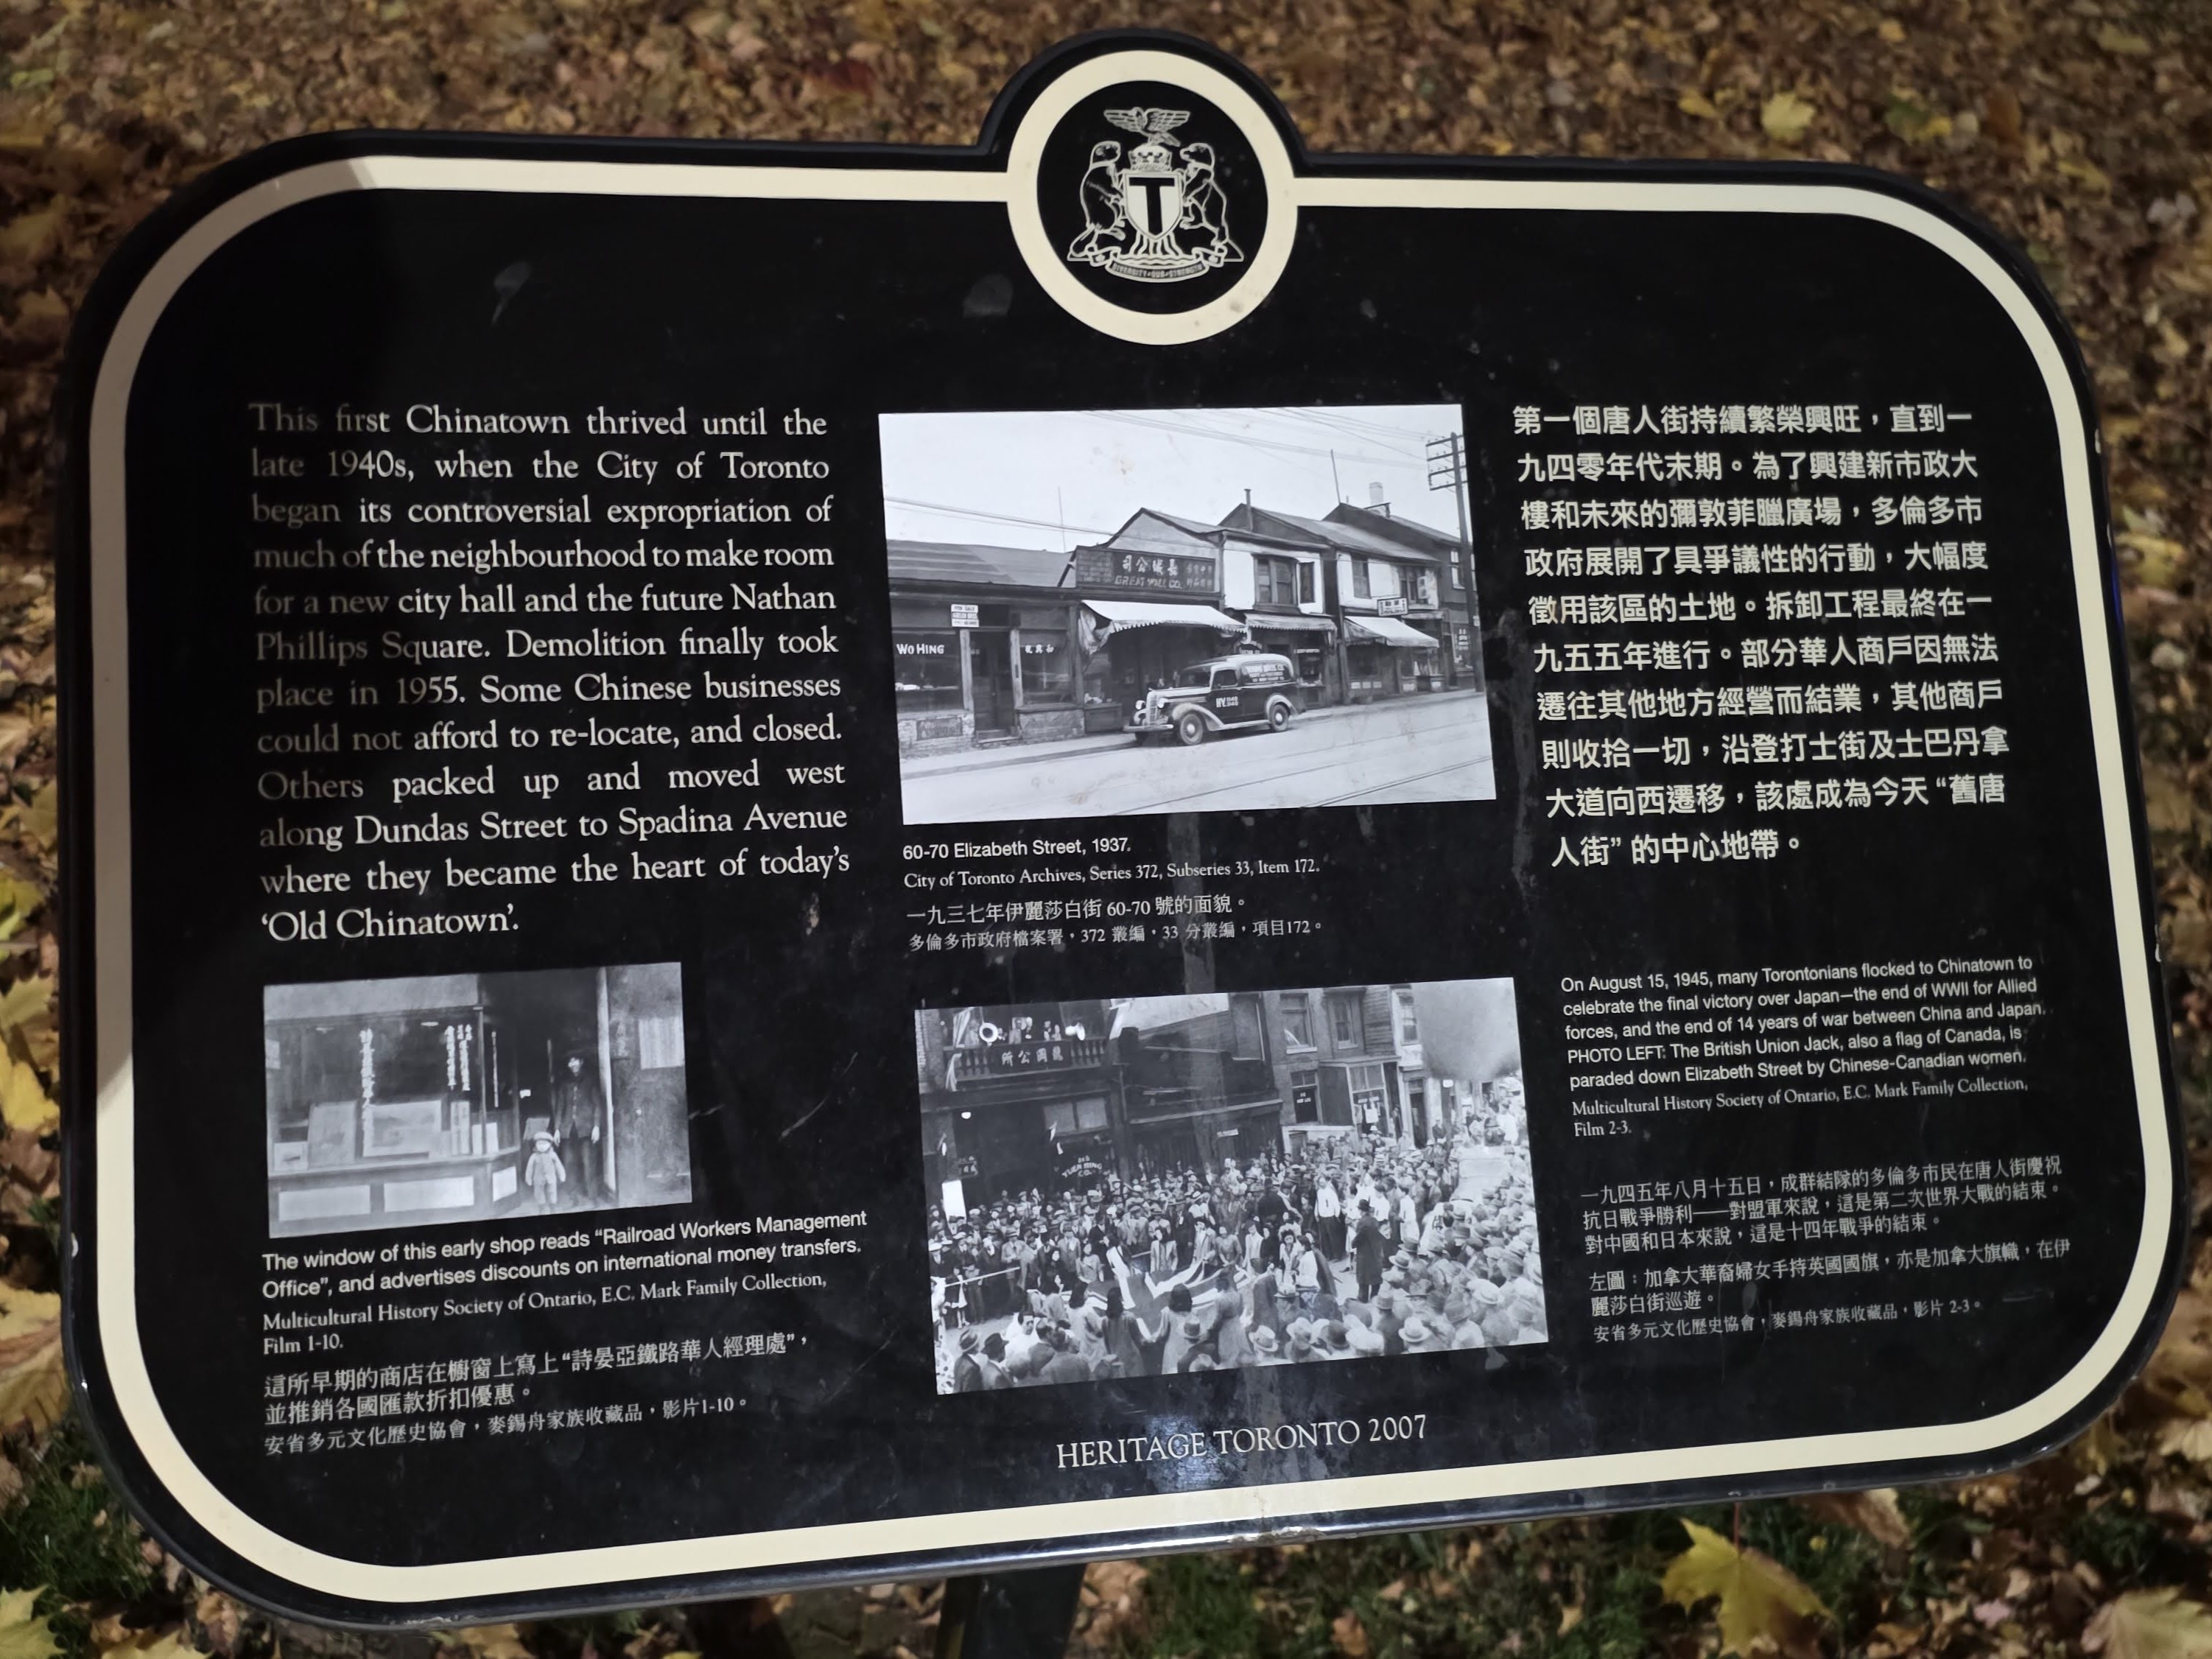 DIVERSITY OUR STRENGTH
T
This first Chinatown thrived until the
late 1940s, when the City of Toronto
began its controversial expropriation of
much of the neighbourhood to make room
for a new city hall and the future Nathan
Phillips Square. Demolition finally took
place in 1955. Some Chinese businesses
could not afford to re-locate, and closed.
Others packed up and moved west
along Dundas Street to Spadina Avenue
where they became the heart of today's
'Old Chinatown'.
司公城長
GREAT WALL CO.
FOR SALE
WO HING
60-70 Elizabeth Street, 1937.
City of Toronto Archives, Series 372, Subseries 33, Item 172.
一九三七年伊麗莎白街 60-70 號的面貌。
多倫多市政府檔案署，372 叢編，33 分叢編，項目172。
第一個唐人街持續繁榮興旺，直到一
九四零年代末期。為了興建新市政大
樓和未來的彌敦菲臘廣場，多倫多市
政府展開了具爭議性的行動，大幅度
徵用該區的土地。拆卸工程最終在一
九五五年進行。部分華人商戶因無法
遷往其他地方經營而結業，其他商戶
則收拾一切，沿登打士街及士巴丹拿
大道向西遷移，該處成為今天“舊唐
人街”的中心地帶。
The window of this early shop reads “Railroad Workers Management
Office”, and advertises discounts on international money transfers.
Multicultural History Society of Ontario, E.C. Mark Family Collection,
Film 1-10.
這所早期的商店在櫥窗上寫上“詩晏亞鐵路華人經理處”，
並推銷各國匯款折扣優惠。
安省多元文化歷史協會，麥錫舟家族收藏品，影片1-10。
所公岡龍
YUEN HING
CO.
On August 15, 1945, many Torontonians flocked to Chinatown to
celebrate the final victory over Japan—the end of WWII for Allied
forces, and the end of 14 years of war between China and Japan.
PHOTO LEFT: The British Union Jack, also a flag of Canada, is
paraded down Elizabeth Street by Chinese-Canadian women.
Multicultural History Society of Ontario, E.C. Mark Family Collection,
Film 2-3.
一九四五年八月十五日，成群結隊的多倫多市民在唐人街慶祝
抗日戰爭勝利——對盟軍來說，這是第二次世界大戰的結束。
對中國和日本來說，這是十四年戰爭的結束。
左圖：加拿大華裔婦女手持英國國旗，亦是加拿大旗幟，在伊
麗莎白街巡遊。
安省多元文化歷史協會，麥錫舟家族收藏品，影片 2-3。
HERITAGE TORONTO 2007